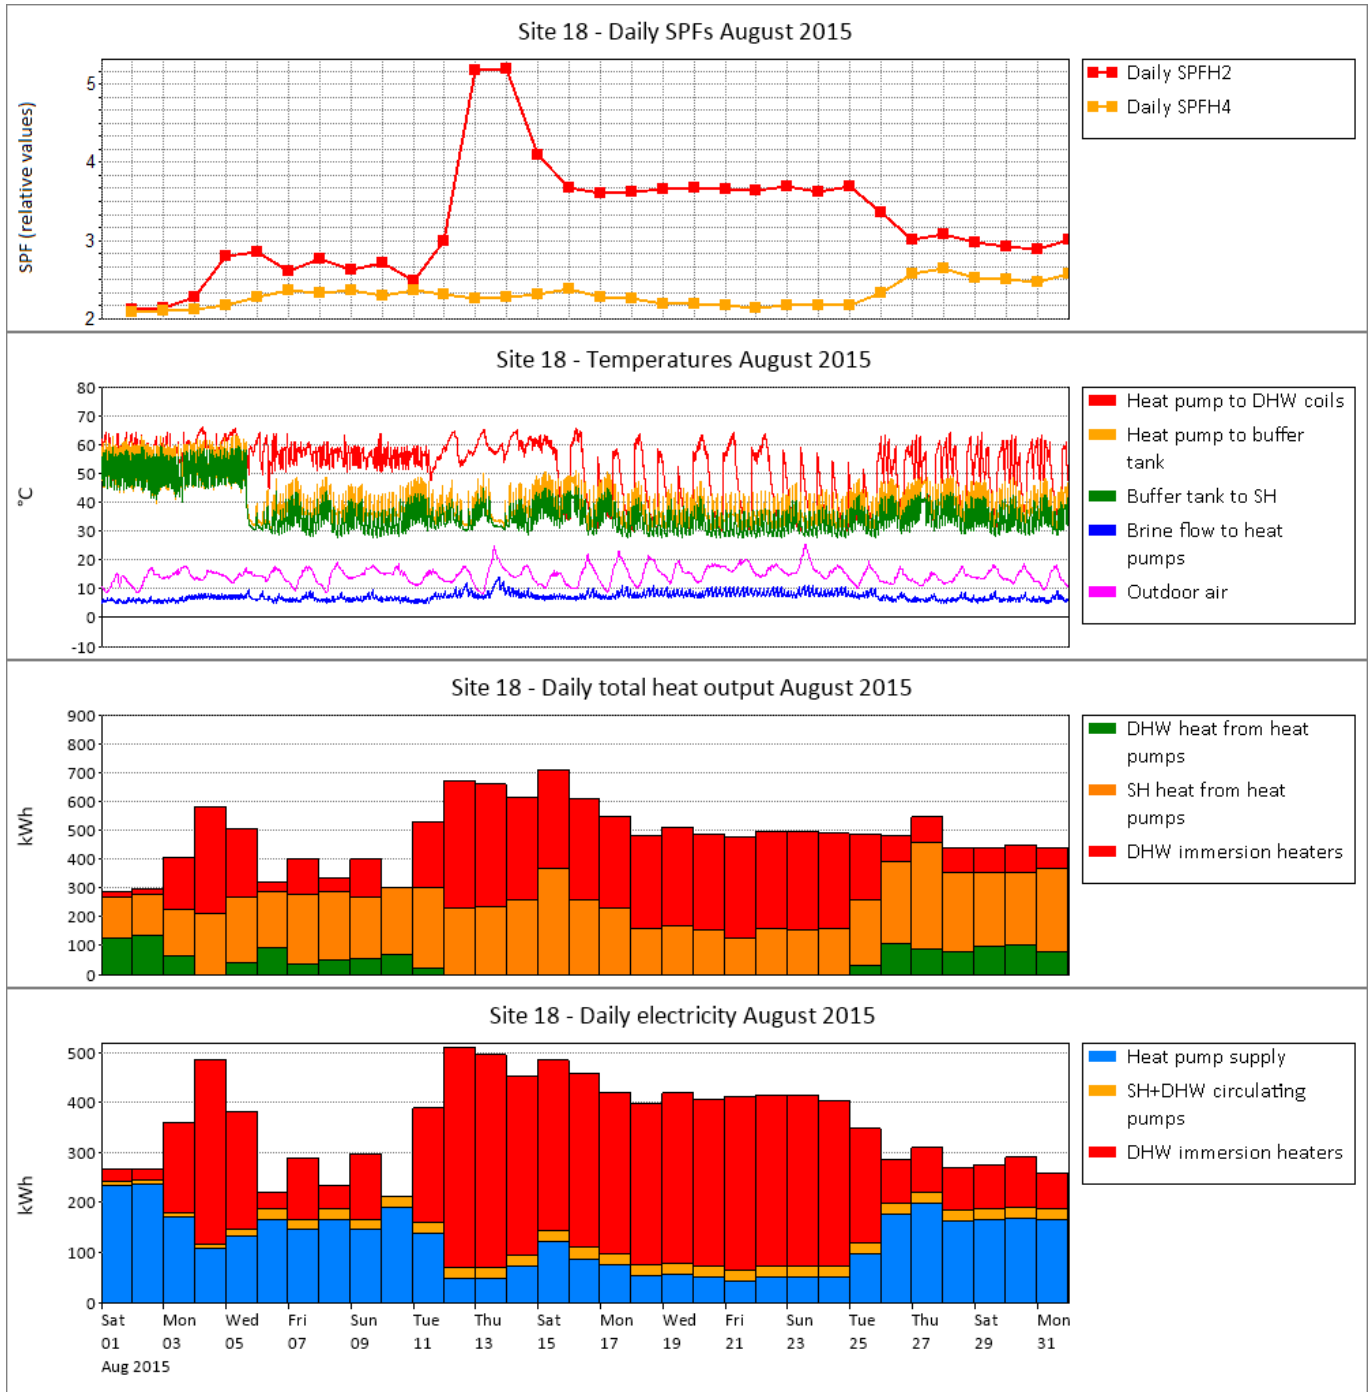 Site 18 - Daily SPFs August 2015
SPF (relative values)
5
4
3
2
Daily SPFH2
Daily SPFH4
Site 18 - Temperatures August 2015
°C
80
70
60
50
40
30
20
10
0
-10
Heat pump to DHW coils
Heat pump to buffer
tank
Buffer tank to SH
Brine flow to heat
pumps
Outdoor air
Site 18 - Daily total heat output August 2015
kWh
900
800
700
600
500
400
300
200
100
0
DHW heat from heat
pumps
SH heat from heat
pumps
DHW immersion heaters
Site 18 - Daily electricity August 2015
kWh
500
400
300
200
100
0
Heat pump supply
SH+DHW circulating
pumps
DHW immersion heaters
Sat Mon Wed Fri Sun Tue Thu Sat Mon Wed Fri Sun Tue Thu Sat Mon
01 03 05 07 09 11 13 15 17 19 21 23 25 27 29 31
Aug 2015